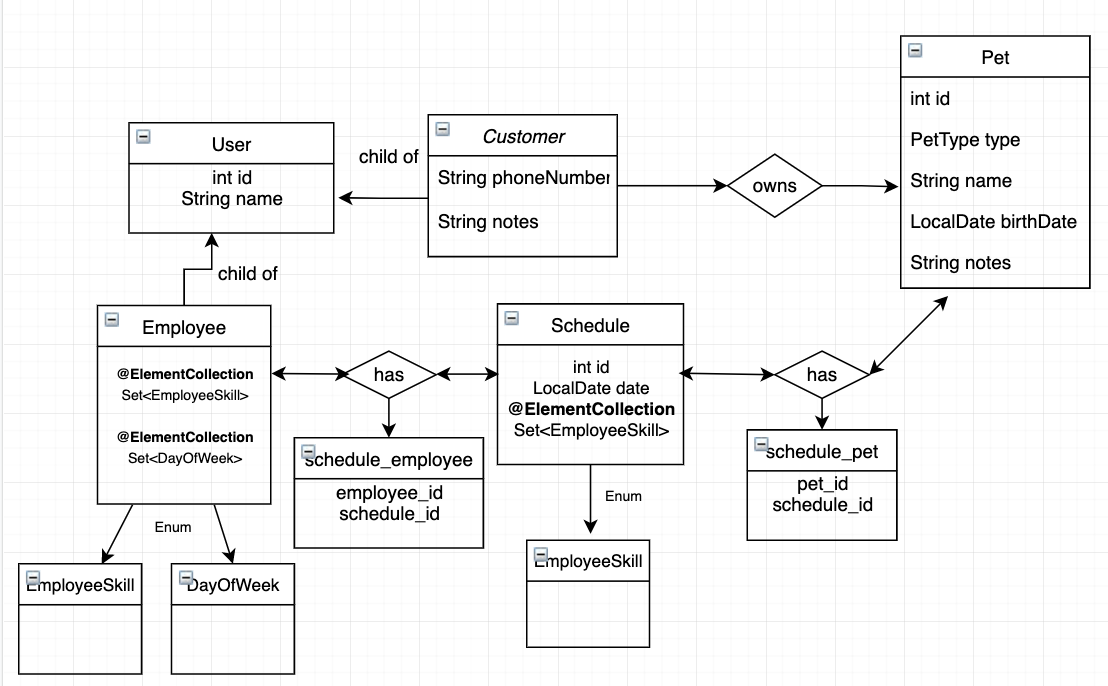 Pet
int id
PetType type
String name
LocalDate birthDate
String notes
User
int id
String name
child of
Customer
String phoneNumber
String notes
owns
child of
Employee
@ElementCollection
Set<EmployeeSkill>
@ElementCollection
Set<DayOfWeek>
has
Schedule
int id
LocalDate date
@ElementCollection
Set<EmployeeSkill>
has
schedule_employee
employee_id
schedule_id
schedule_pet
pet_id
schedule_id
Enum
Enum
EmployeeSkill
DayOfWeek
EmployeeSkill